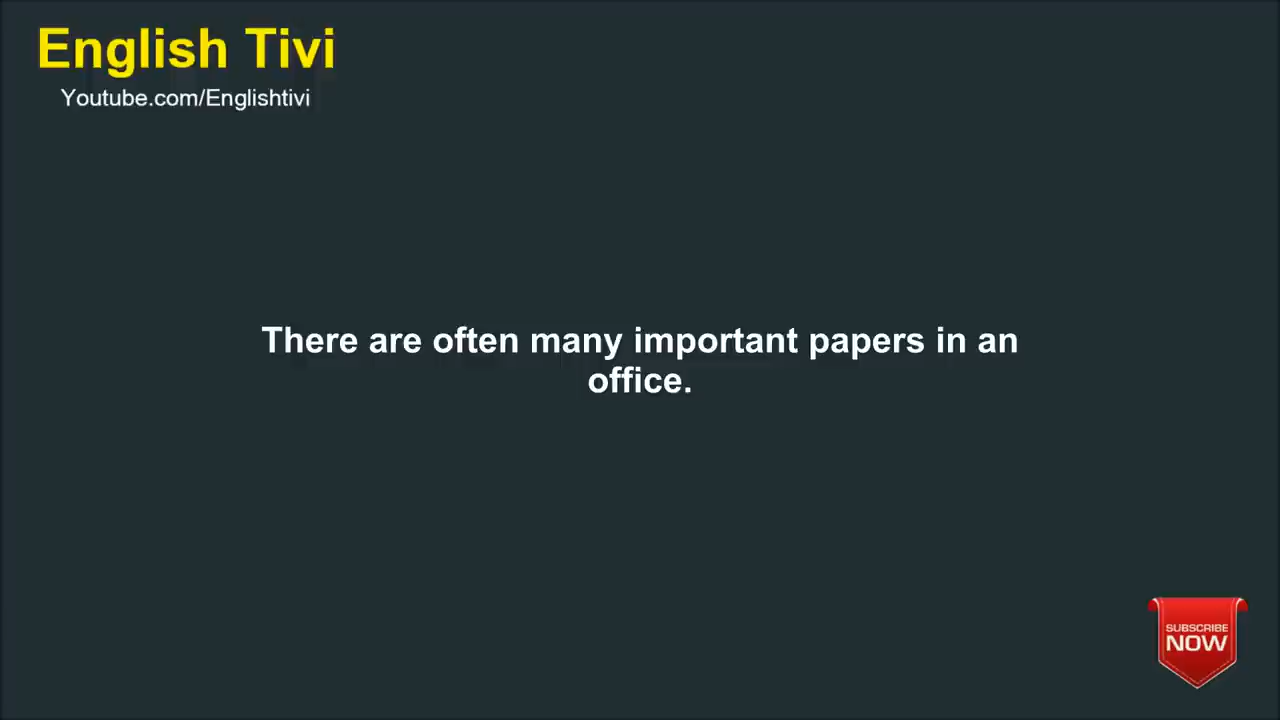 English Tivi
Youtube.com/Englishtivi
There are often many important papers in an
office.
SUBSCRIBE
NOW